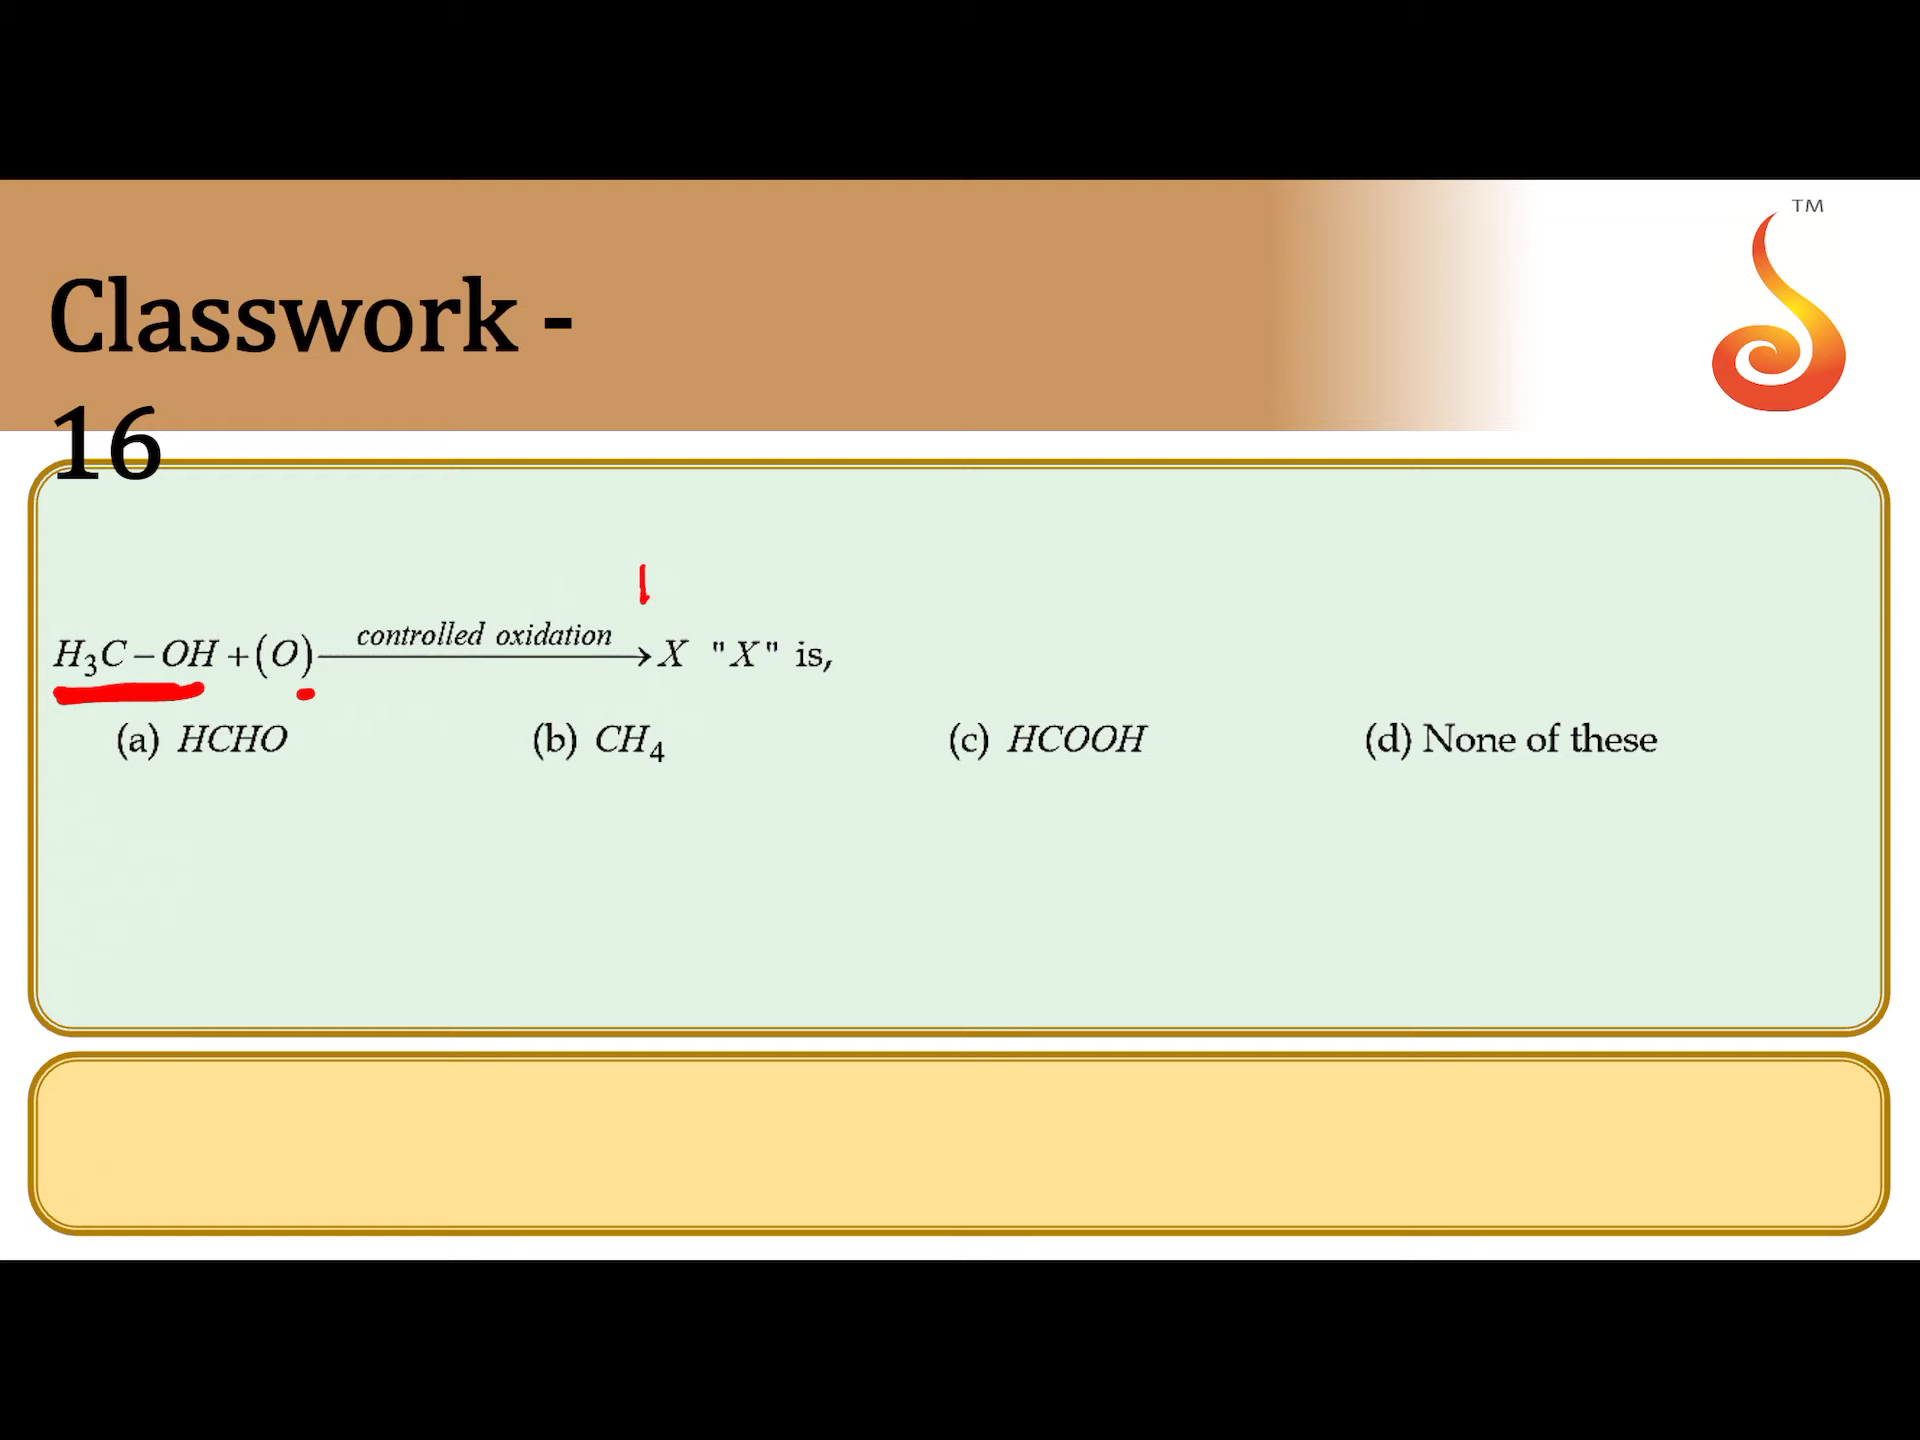 TM
Classwork -
16
controlled oxidation
H₃C – OH + (O) ⟶ X "X" is,
(a) HCHO (b) CH₄ (c) HCOOH (d) None of these